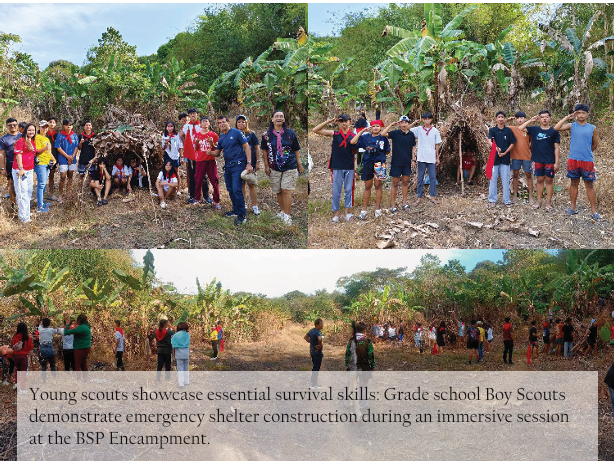 Young scouts showcase essential survival skills: Grade school Boy Scouts
demonstrate emergency shelter construction during an immersive session
at the BSP Encampment.